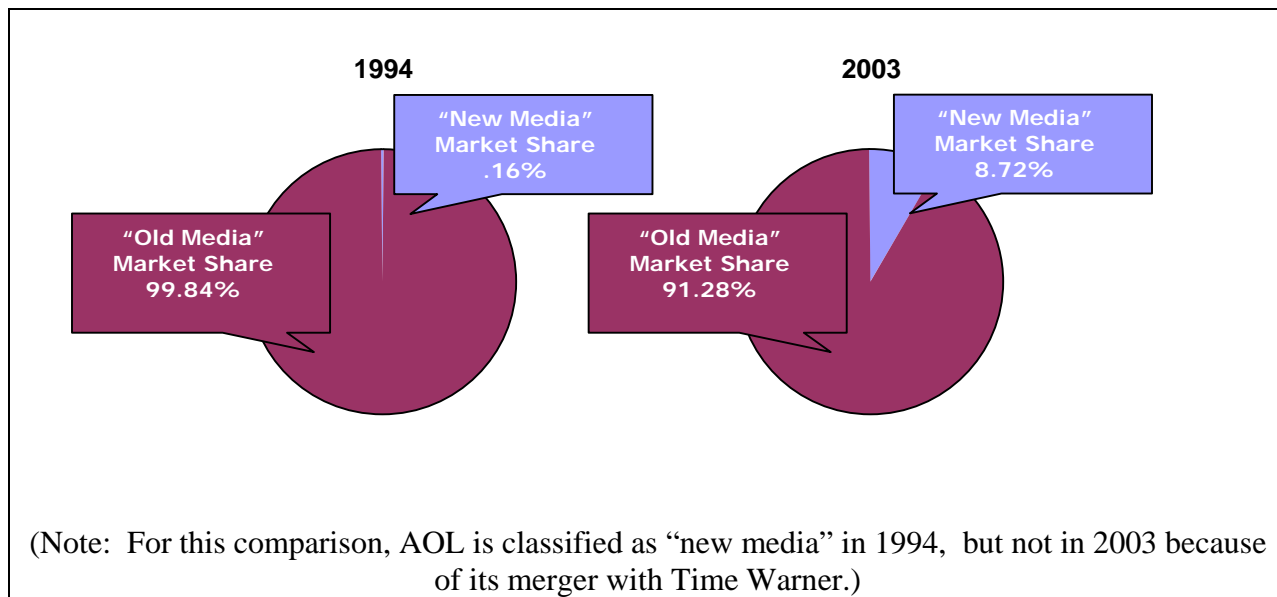 1994
“New Media”
Market Share
.16%
“Old Media”
Market Share
99.84%
2003
“New Media”
Market Share
8.72%
“Old Media”
Market Share
91.28%
(Note:  For this comparison, AOL is classified as “new media” in 1994,  but not in 2003 because
of its merger with Time Warner.)